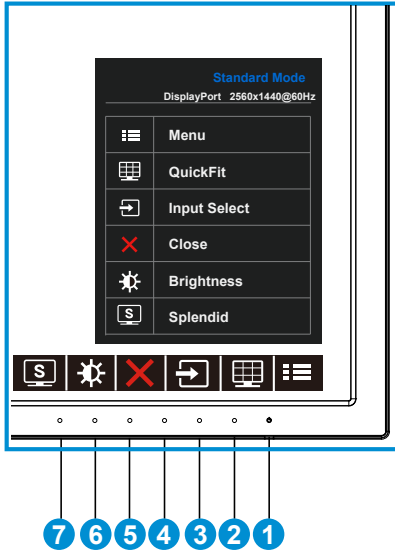 Standard Mode
DisplayPort 2560x1440@60Hz
Menu
QuickFit
Input Select
Close
Brightness
S Splendid
S
7 6 5 4 3 2 1